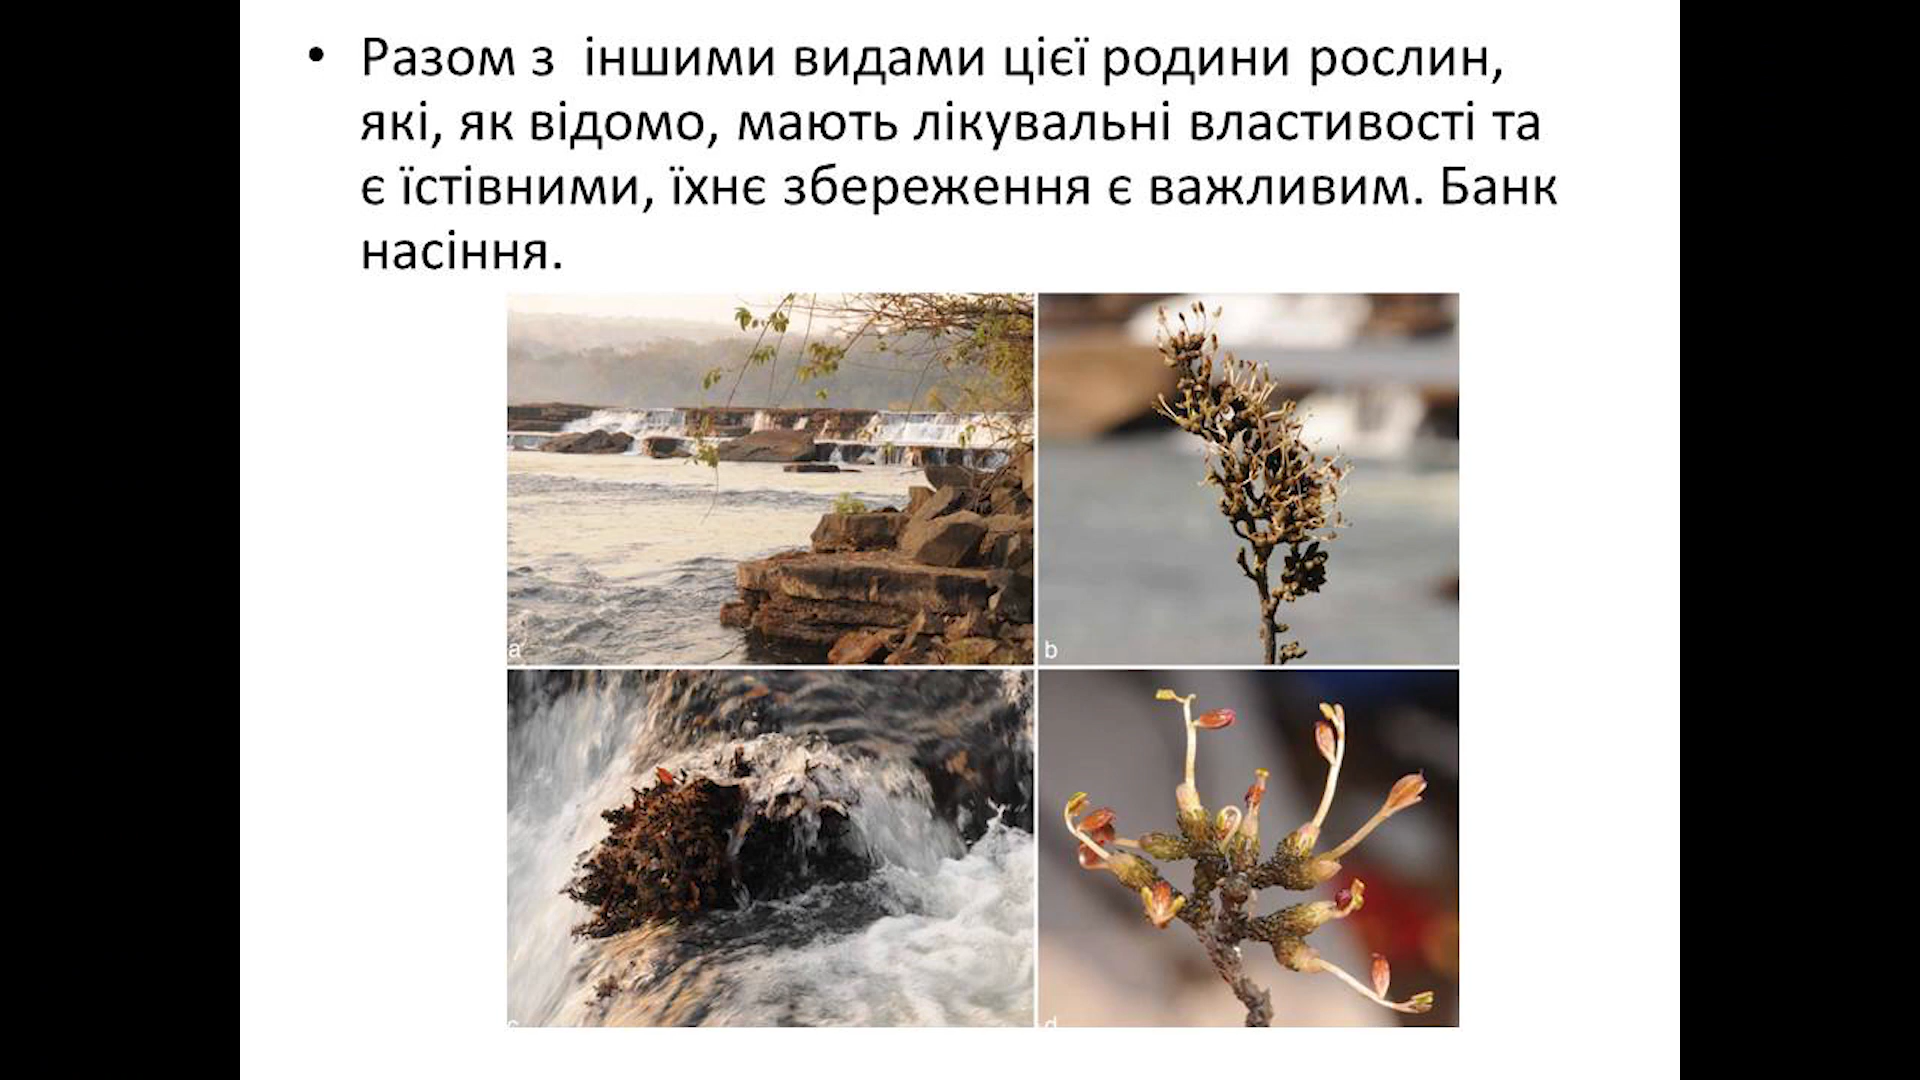 • Разом з  іншими видами цієї родини рослин,
які, як відомо, мають лікувальні властивості та
є їстівними, їхнє збереження є важливим. Банк
насіння.
a
b
c
d